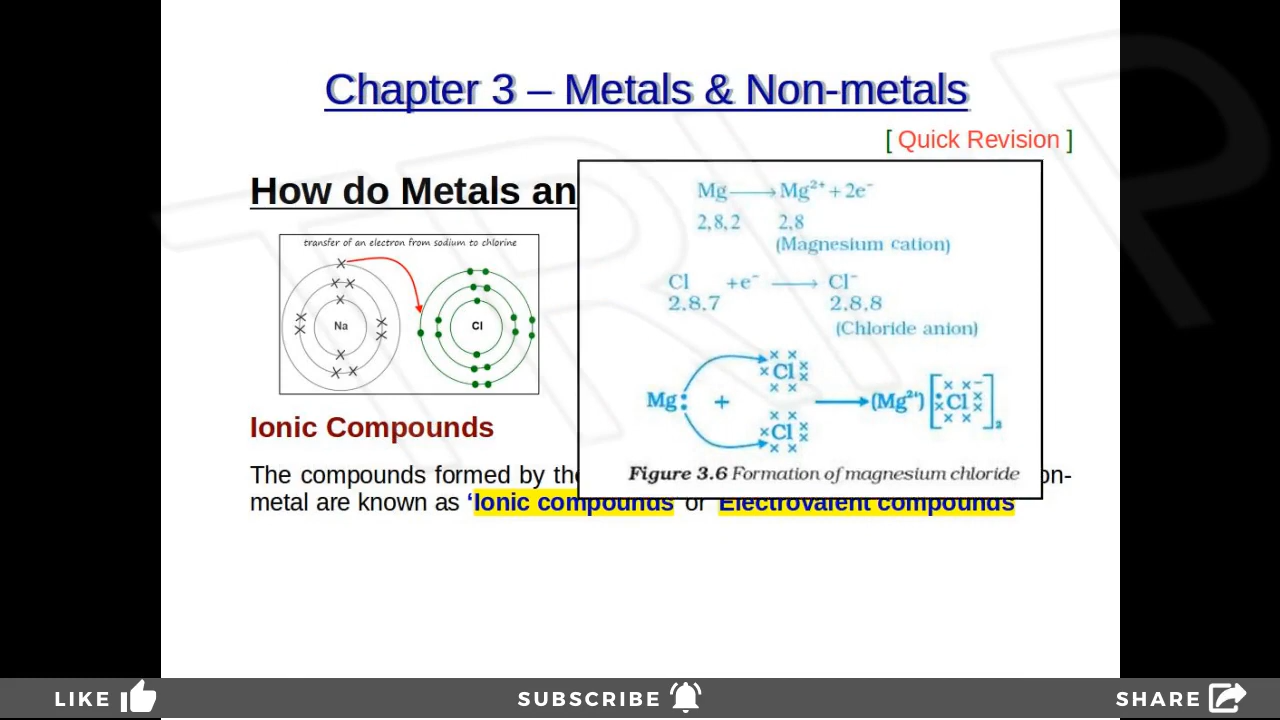 Chapter 3 – Metals & Non-metals
[ Quick Revision ]
How do Metals an
transfer of an electron from sodium to chlorine
Na
Cl
Mg ⟶ Mg²⁺ + 2e⁻
2,8,2 2,8
(Magnesium cation)
Cl +e⁻ ⟶ Cl⁻
2,8,7 2,8,8
(Chloride anion)
Cl
Mg + ⟶ (Mg²⁺) [Cl]⁻₂
Cl
Figure 3.6 Formation of magnesium chloride
Ionic Compounds
The compounds formed by the on-
metal are known as ‘Ionic compounds or Electrovalent compounds
LIKE SUBSCRIBE SHARE